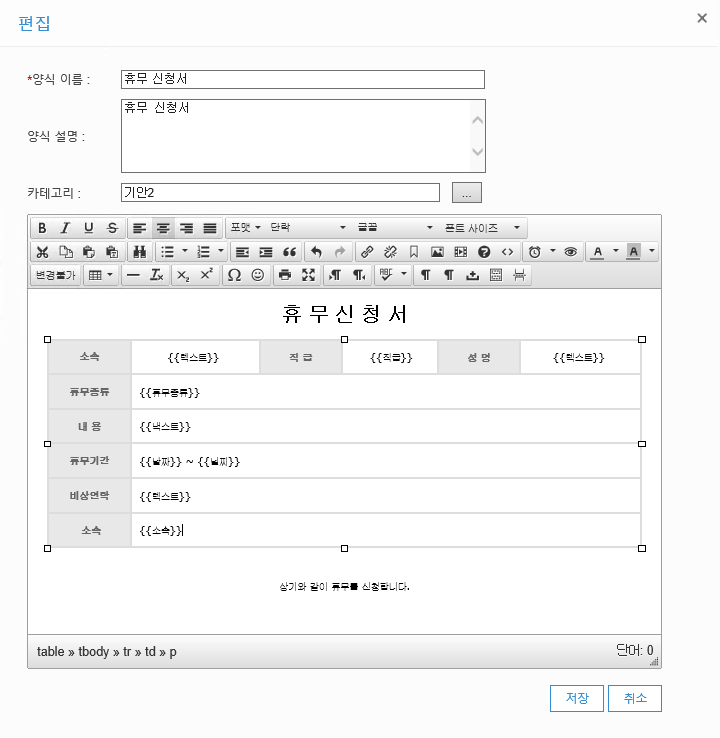 편집
*양식 이름 : 휴무 신청서
양식 설명 : 휴무 신청서
카테고리 : 기안2 ...
B I U S 포맷 단락 글꼴 폰트 사이즈
A A
변경불가 Ix X₂ X² Ω ABC ¶ ¶
휴 무 신 청 서
소속 {{텍스트}} 직 급 {{직급}} 성 명 {{텍스트}}
휴무종류 {{휴무종류}}
내 용 {{텍스트}}
휴무기간 {{날짜}} ~ {{날짜}}
비상연락 {{텍스트}}
소속 {{소속}}
상기와 같이 휴무를 신청합니다.
table » tbody » tr » td » p 단어: 0
저장 취소